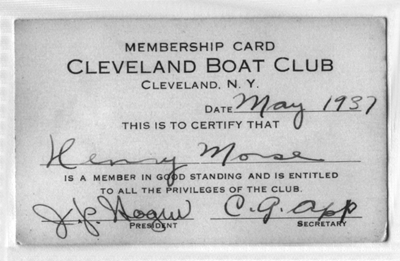 MEMBERSHIP CARD
CLEVELAND BOAT CLUB
CLEVELAND, N. Y.
DATE May 1937
THIS IS TO CERTIFY THAT
Henry Morse
IS A MEMBER IN GOOD STANDING AND IS ENTITLED
TO ALL THE PRIVILEGES OF THE CLUB.
C. G. App
PRESIDENT SECRETARY